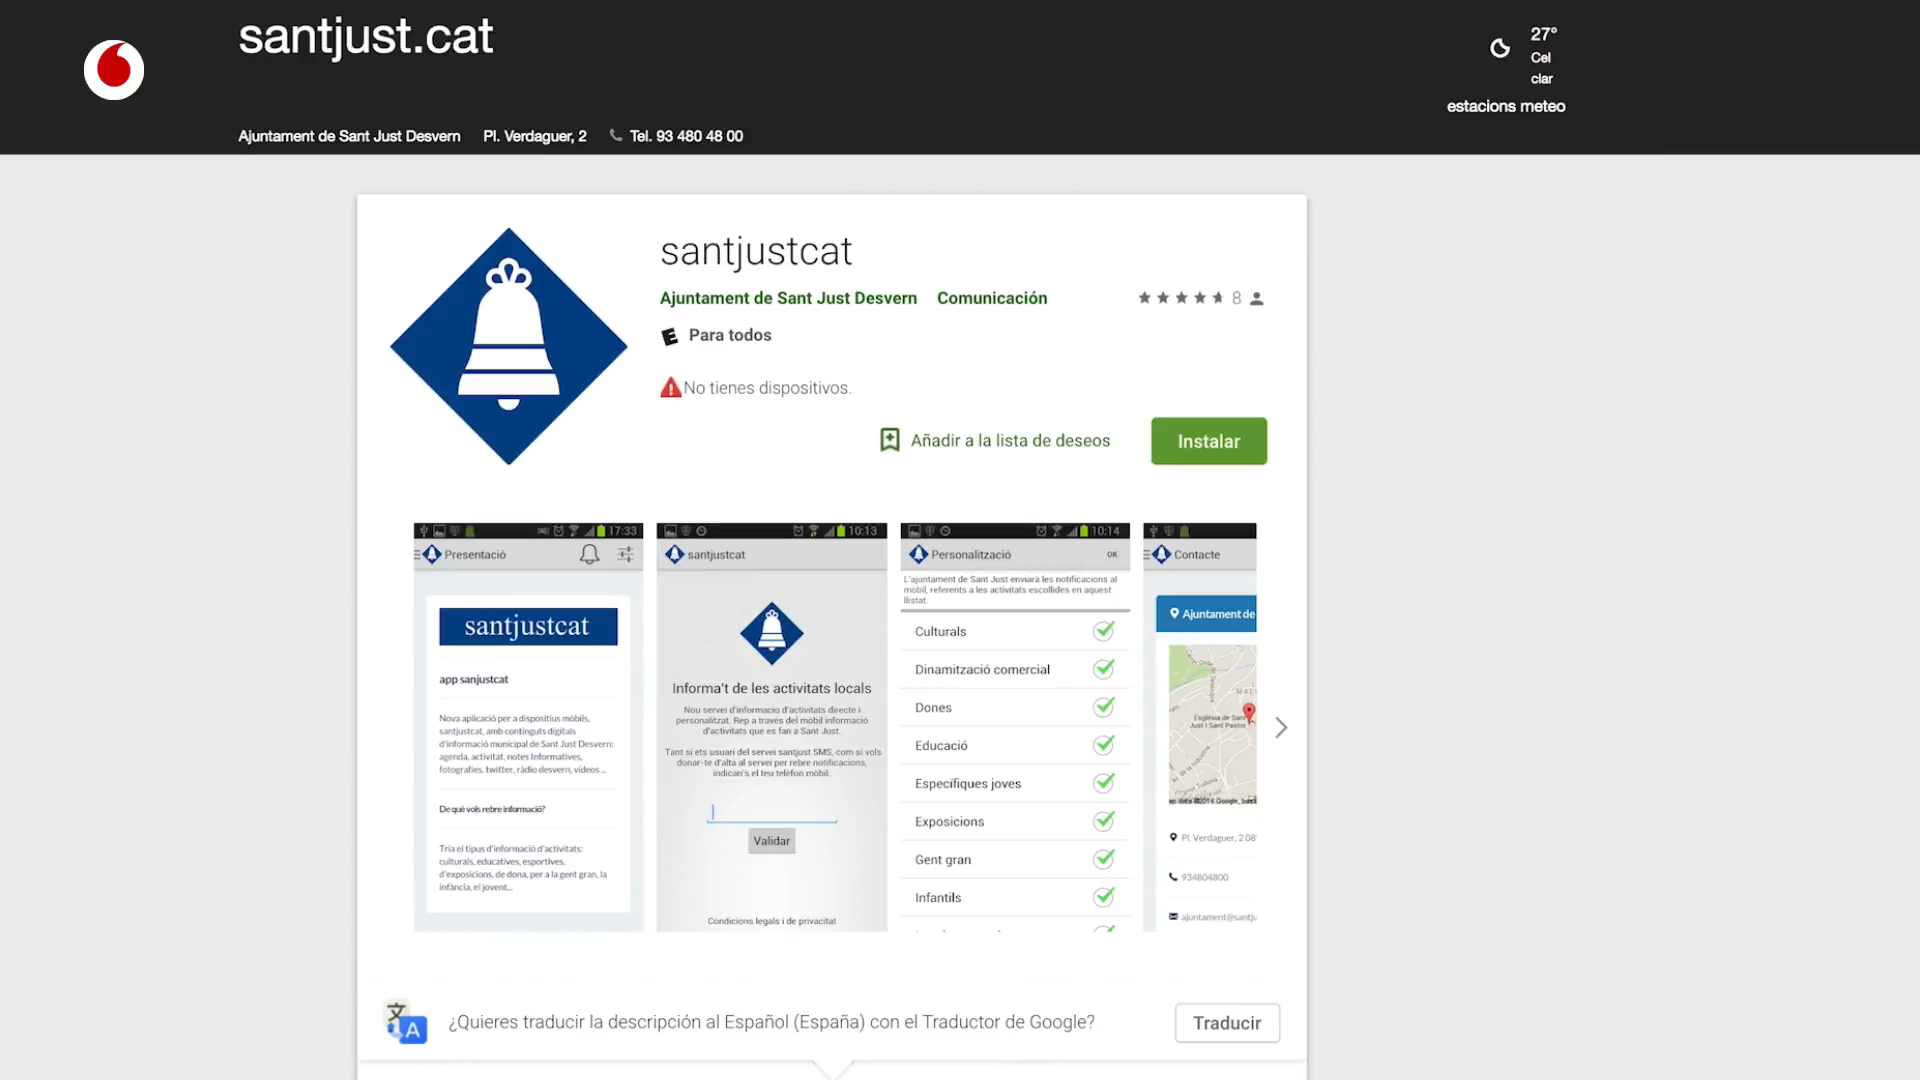 santjust.cat
27°
Cel
clar
estacions meteo
Ajuntament de Sant Just Desvern Pl. Verdaguer, 2 Tel. 93 480 48 00
santjustcat
Ajuntament de Sant Just Desvern Comunicación
8
Para todos
No tienes dispositivos.
Añadir a la lista de deseos
Instalar
17:33
Presentació
santjustcat
app sanjustcat
Nova aplicació per a dispositius mòbils,
santjustcat, amb continguts digitals
d'informació municipal de Sant Just Desvern:
agenda, activitat, notes informatives,
fotografies, twitter, ràdio desvern, vídeos ...
De què vols rebre informació?
Tria el tipus d'informació d'activitats:
culturals, educatives, esportives,
d'exposicions, de dona, per a la gent gran, la
infància, el jovent...
10:13
santjustcat
Informa't de les activitats locals
Nou servei d'informació d'activitats directe i
personalitzat. Rep a través del mòbil informació
d'activitats que es fan a Sant Just.
Tant si ets usuari del servei santjust SMS, com si vols
donar-te d'alta al servei per rebre notificacions,
indican's el teu telèfon mòbil.
Validar
Condicions legals i de privacitat
10:14
Personalització OK
L'ajuntament de Sant Just enviarà les notificacions al
mòbil, referents a les activitats escollides en aquest
llistat.
Culturals
Dinamització comercial
Dones
Educació
Específiques joves
Exposicions
Gent gran
Infantils
Contacte
Ajuntament de
Església de San
Just I Sant Pastor
Pl. Verdaguer, 2 08
934804800
ajuntament@santju
¿Quieres traducir la descripción al Español (España) con el Traductor de Google?
Traducir